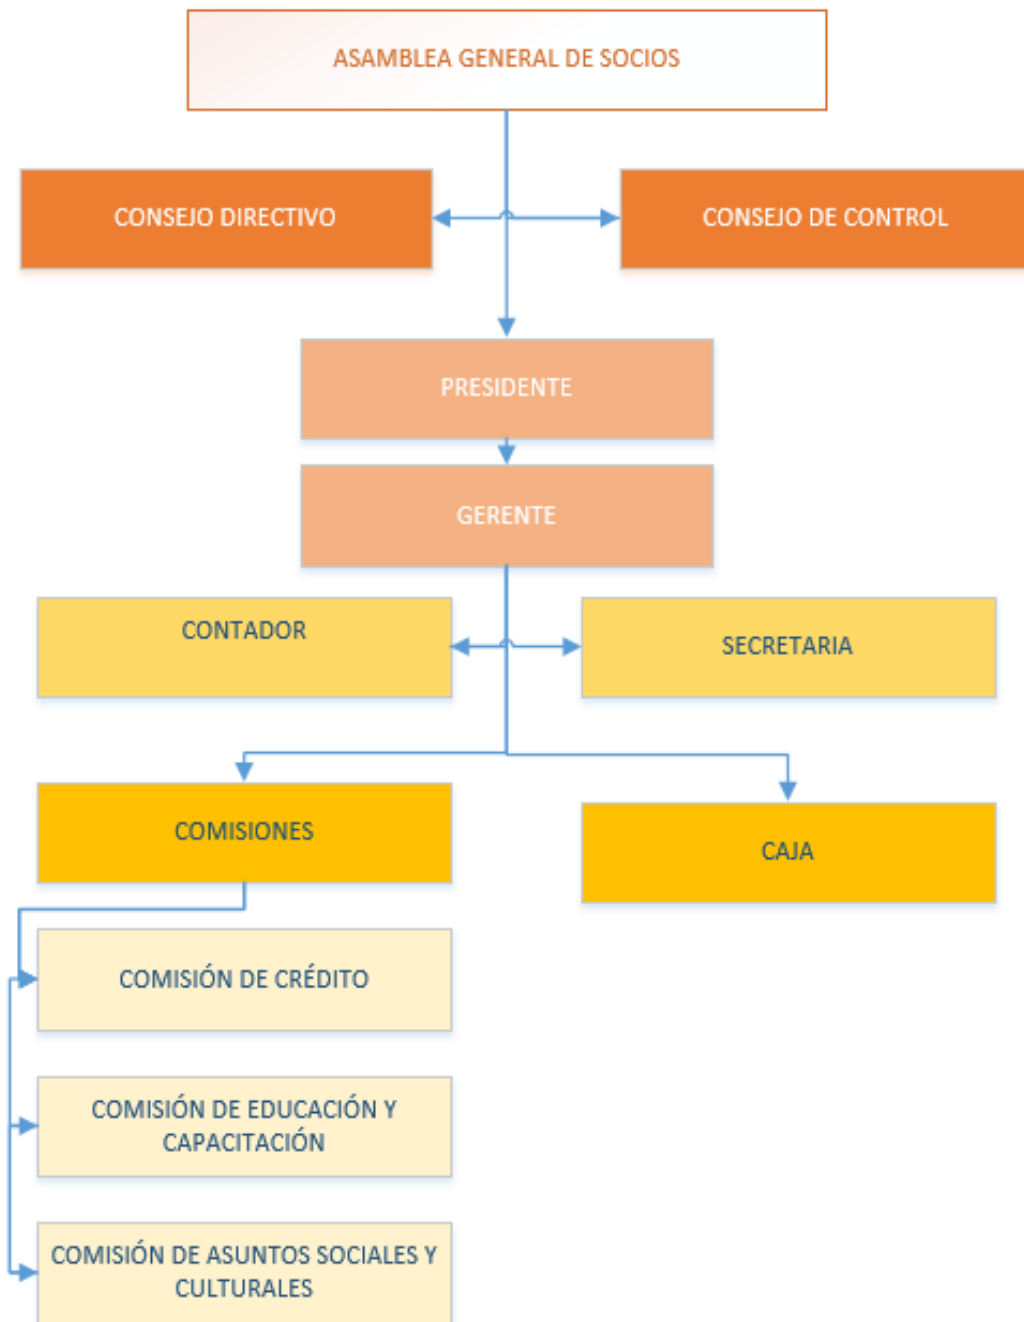 ASAMBLEA GENERAL DE SOCIOS
CONSEJO DIRECTIVO
CONSEJO DE CONTROL
PRESIDENTE
GERENTE
CONTADOR
SECRETARIA
COMISIONES
CAJA
COMISIÓN DE CRÉDITO
COMISIÓN DE EDUCACIÓN Y
CAPACITACIÓN
COMISIÓN DE ASUNTOS SOCIALES Y
CULTURALES